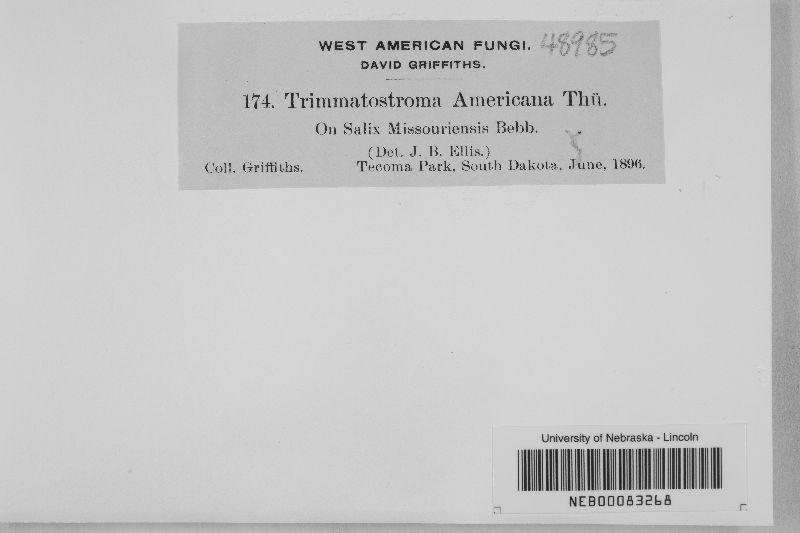 WEST AMERICAN FUNGI. 48985
DAVID GRIFFITHS.
174. Trimmatostroma Americana Thü.
On Salix Missouriensis Bebb.
(Det. J. B. Ellis.)
Coll. Griffiths. Tecoma Park, South Dakota, June, 1896.
University of Nebraska - Lincoln
NEB00083268